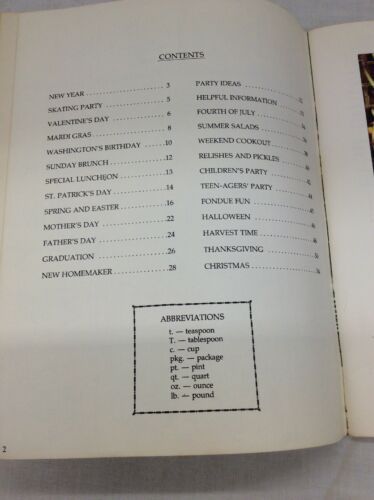 CONTENTS
NEW YEAR 3
SKATING PARTY 5
VALENTINE'S DAY 6
MARDI GRAS 8
WASHINGTON'S BIRTHDAY 10
SUNDAY BRUNCH 12
SPECIAL LUNCHEON 13
ST. PATRICK'S DAY 14
SPRING AND EASTER 16
MOTHER'S DAY 22
FATHER'S DAY 24
GRADUATION 26
NEW HOMEMAKER 28
PARTY IDEAS
HELPFUL INFORMATION
FOURTH OF JULY
SUMMER SALADS
WEEKEND COOKOUT
RELISHES AND PICKLES
CHILDREN'S PARTY
TEEN-AGERS' PARTY
FONDUE FUN
HALLOWEEN
HARVEST TIME
THANKSGIVING
CHRISTMAS
ABBREVIATIONS
t. — teaspoon
T. — tablespoon
c. — cup
pkg. — package
pt. — pint
qt. — quart
oz. — ounce
lb. — pound
2